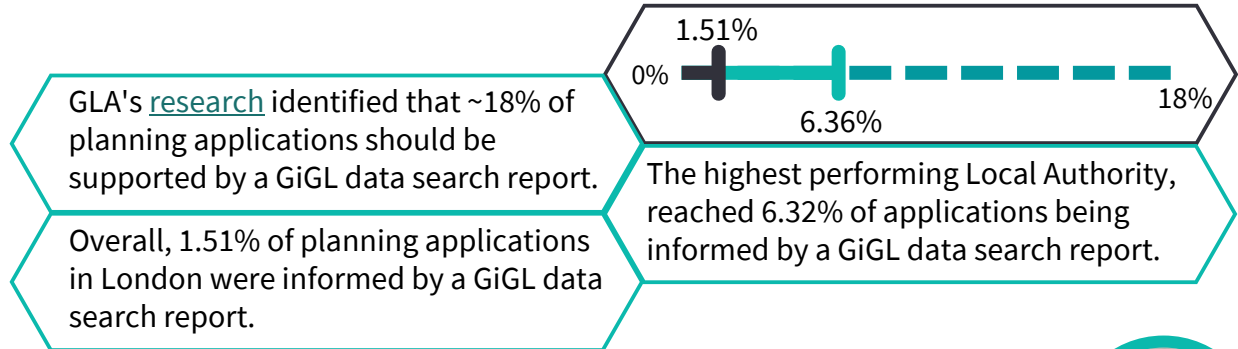 GLA's research identified that ~18% of
planning applications should be
supported by a GiGL data search report.
Overall, 1.51% of planning applications
in London were informed by a GiGL data
search report.
1.51%
0%
18%
6.36%
The highest performing Local Authority,
reached 6.32% of applications being
informed by a GiGL data search report.